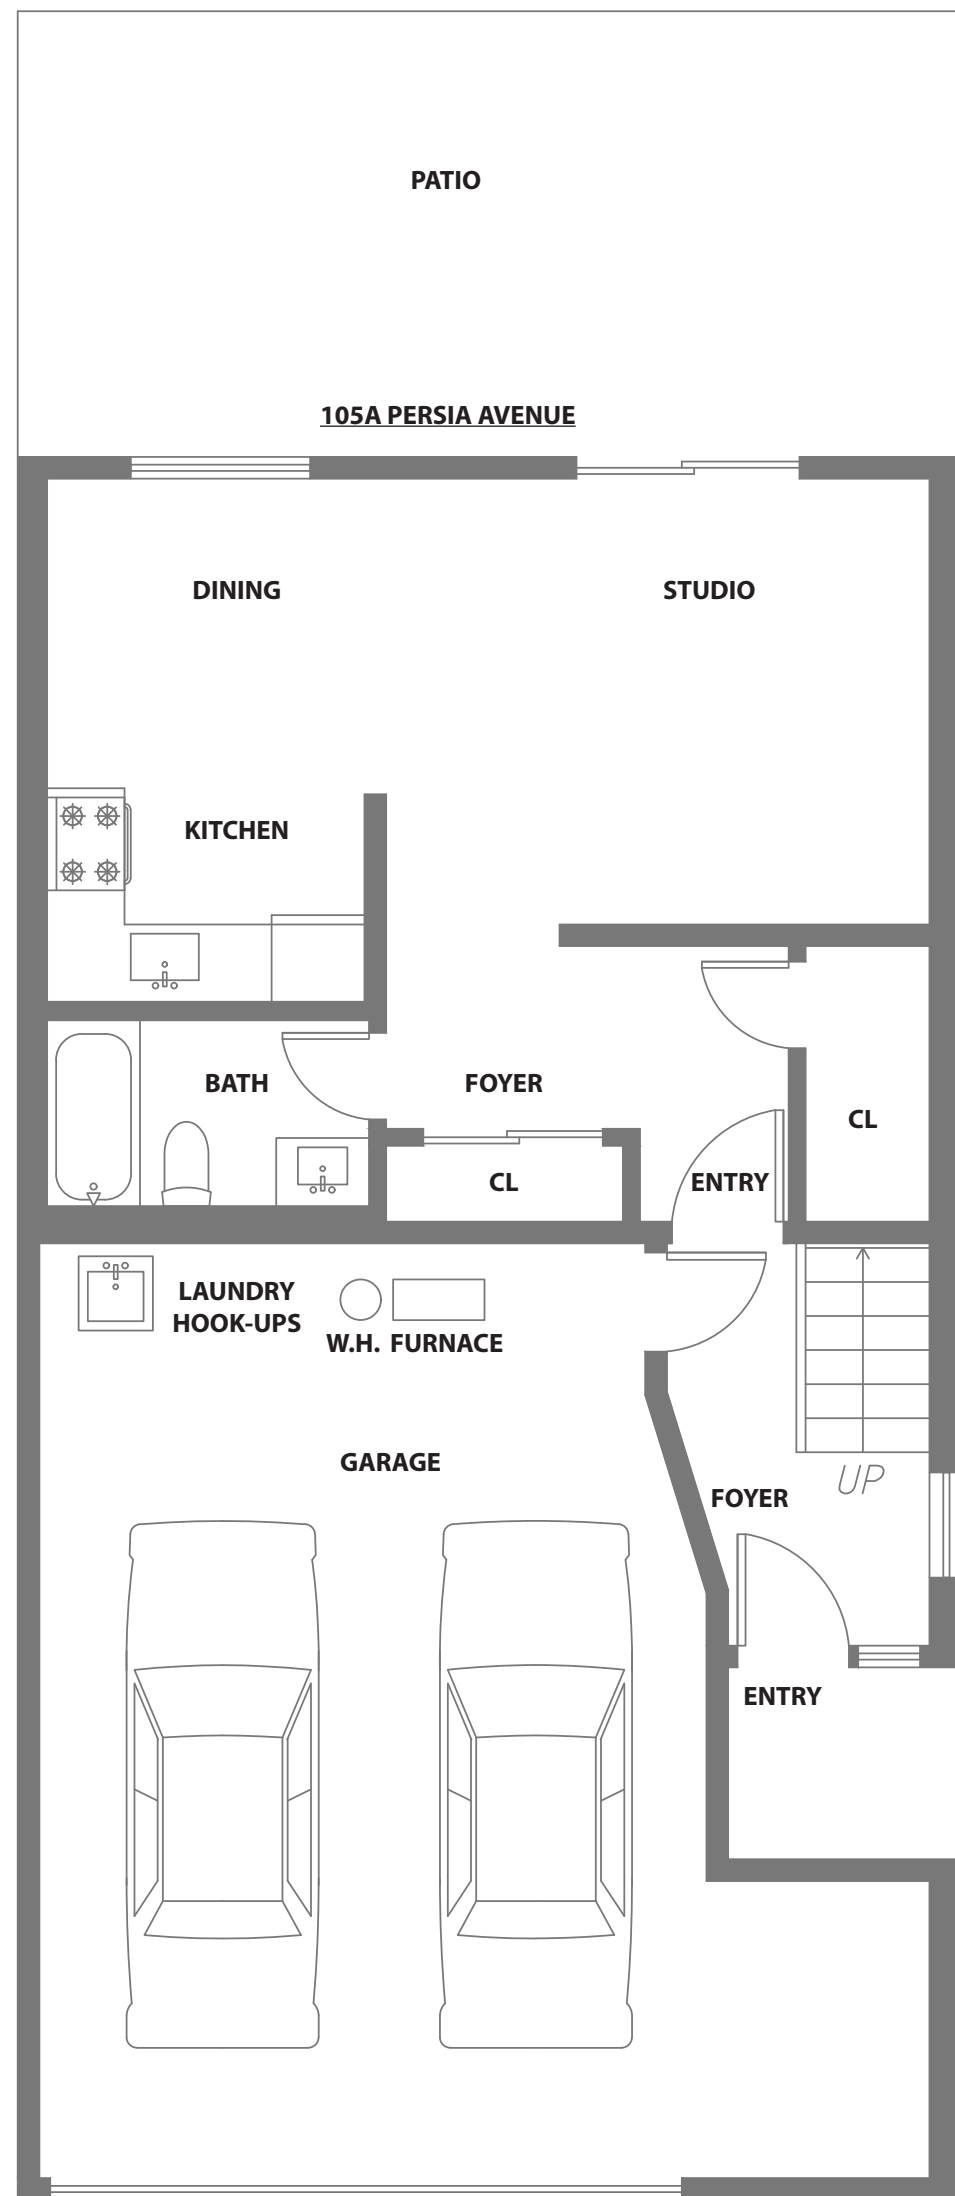 PATIO
105A PERSIA AVENUE
DINING
STUDIO
KITCHEN
BATH
FOYER
CL
CL
ENTRY
LAUNDRY
HOOK-UPS
W.H. FURNACE
GARAGE
UP
FOYER
ENTRY